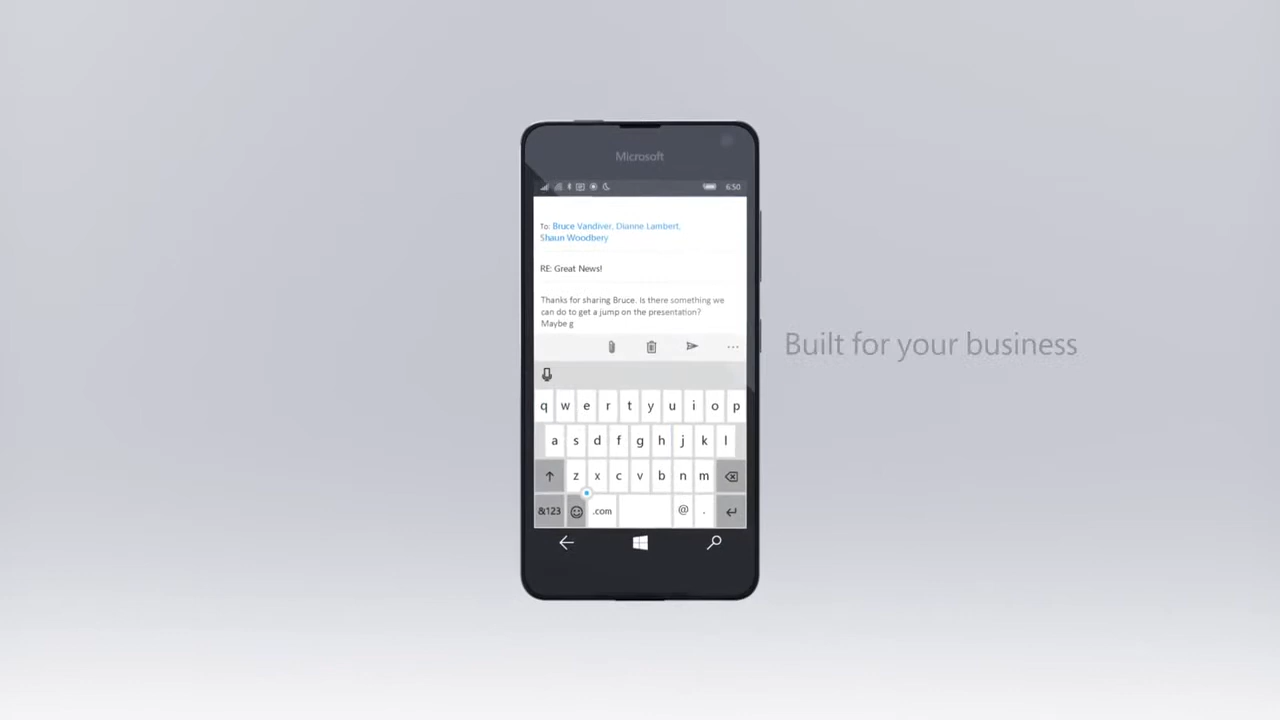 Microsoft
6:50
To: Bruce Vandiver, Dianne Lambert,
Shaun Woodbery
RE: Great News!
Thanks for sharing Bruce. Is there something we
can do to get a jump on the presentation?
Maybe g
Built for your business
q w e r t y u i o p
a s d f g h j k l
z x c v b n m
&123 .com @ .